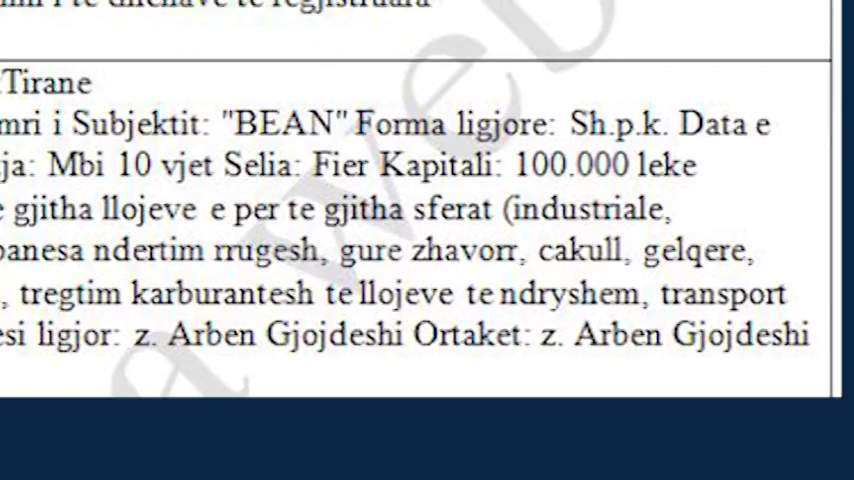 Tirane
mri i Subjektit: "BEAN" Forma ligjore: Sh.p.k. Data e
ja: Mbi 10 vjet Selia: Fier Kapitali: 100.000 leke
e gjitha llojeve e per te gjitha sferat (industriale,
banesa ndertim rrugesh, gure zhavorr, cakull, gelqere,
, tregtim karburantesh te llojeve te ndryshem, transport
esi ligjor: z. Arben Gjojdeshi Ortaket: z. Arben Gjojdeshi